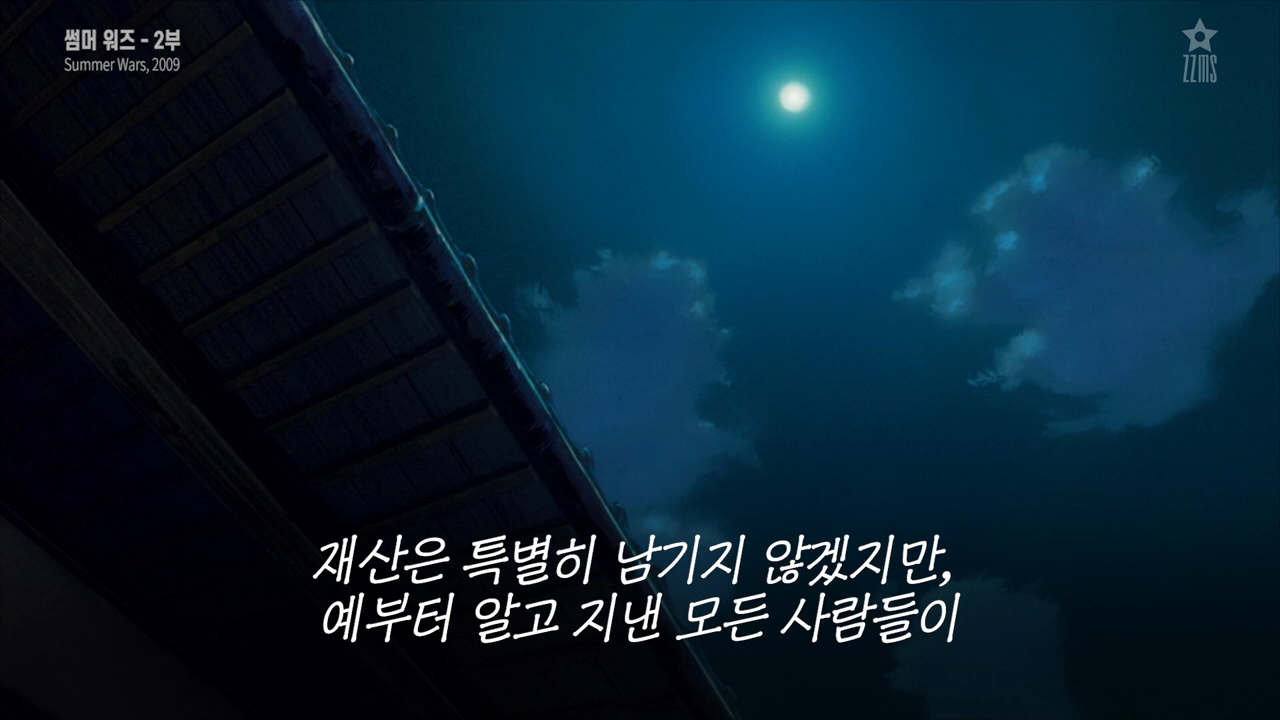 썸머 워즈 - 2부
Summer Wars, 2009
ZZMS
재산은 특별히 남기지 않겠지만,
예부터 알고 지낸 모든 사람들이